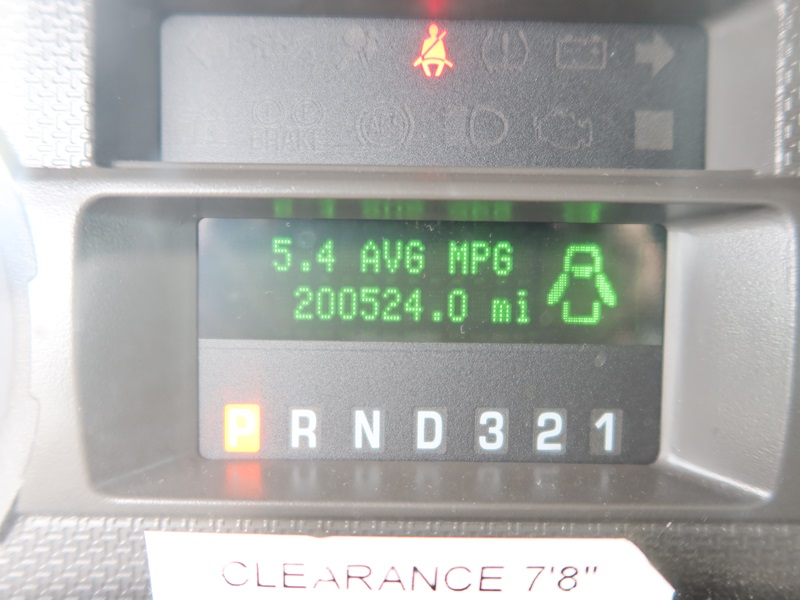 BRAKE
5.4 AVG MPG
200524.0 mi
P R N D 3 2 1
CLEARANCE 7'8"